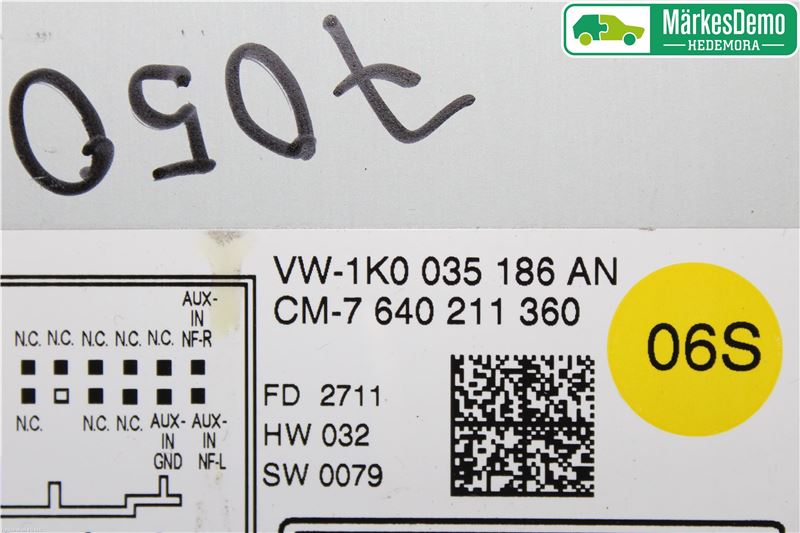 MärkesDemo
HEDEMORA
7050
VW-1K0 035 186 AN
CM-7 640 211 360
06S
FD 2711
HW 032
SW 0079
AUX-
IN
N.C. N.C. N.C. N.C. N.C. NF-R
N.C. N.C. N.C. AUX- AUX-
IN IN
GND NF-L